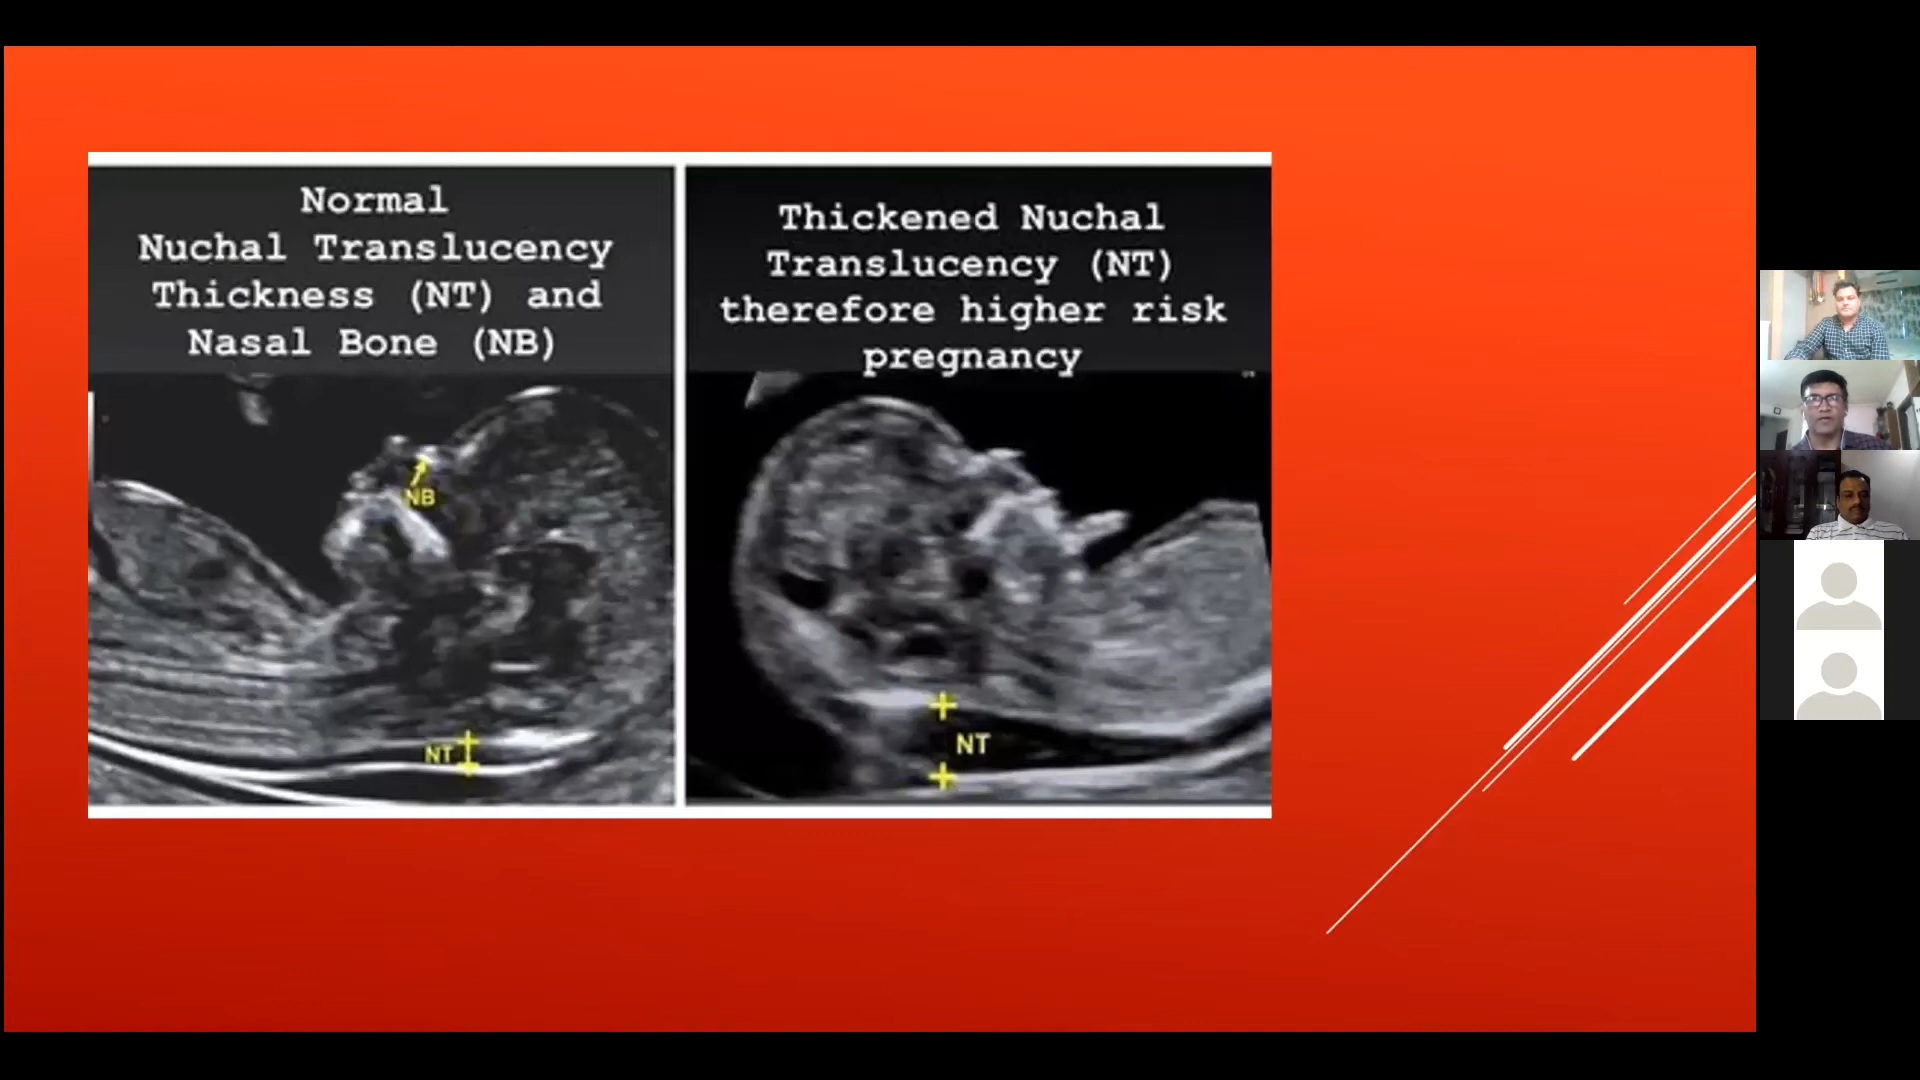 Normal
Nuchal Translucency
Thickness (NT) and
Nasal Bone (NB)
NB
NT
Thickened Nuchal
Translucency (NT)
therefore higher risk
pregnancy
NT